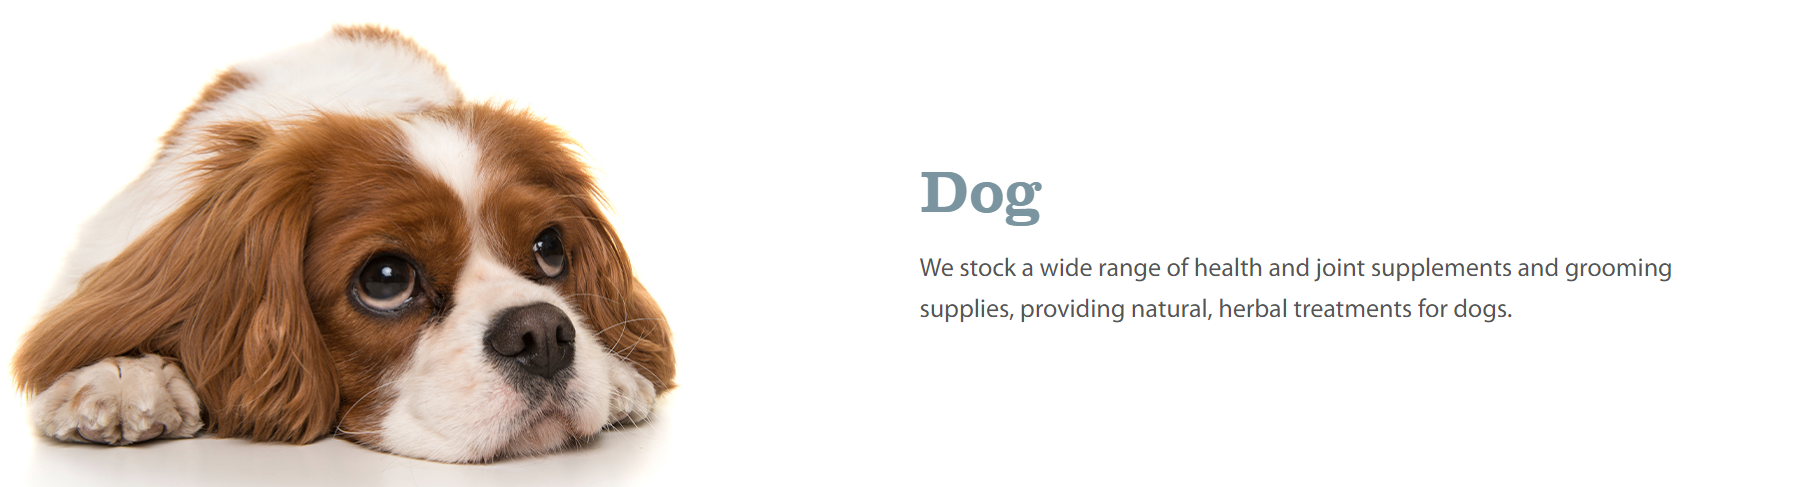 Dog
We stock a wide range of health and joint supplements and grooming
supplies, providing natural, herbal treatments for dogs.